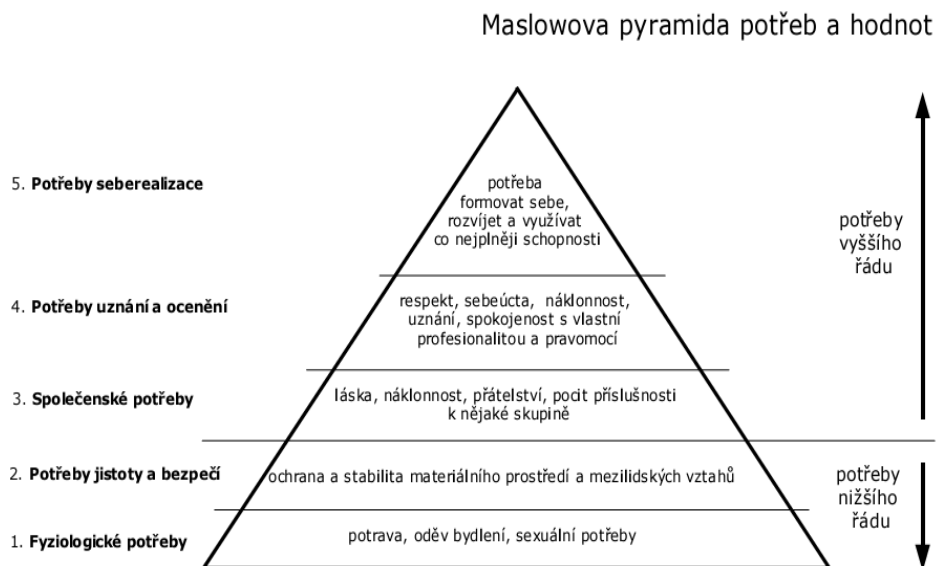 Maslowova pyramida potřeb a hodnot
5. Potřeby seberealizace
potřeba
formovat sebe,
rozvíjet a využívat
co nejplněji schopnosti
potřeby
vyššího
řádu
4. Potřeby uznání a ocenění
respekt, sebeúcta, náklonnost,
uznání, spokojenost s vlastní
profesionalitou a pravomocí
3. Společenské potřeby
láska, náklonnost, přátelství, pocit příslušnosti
k nějaké skupině
2. Potřeby jistoty a bezpečí
ochrana a stabilita materiálního prostředí a mezilidských vztahů
potřeby
nižšího
řádu
1. Fyziologické potřeby
potrava, oděv bydlení, sexuální potřeby